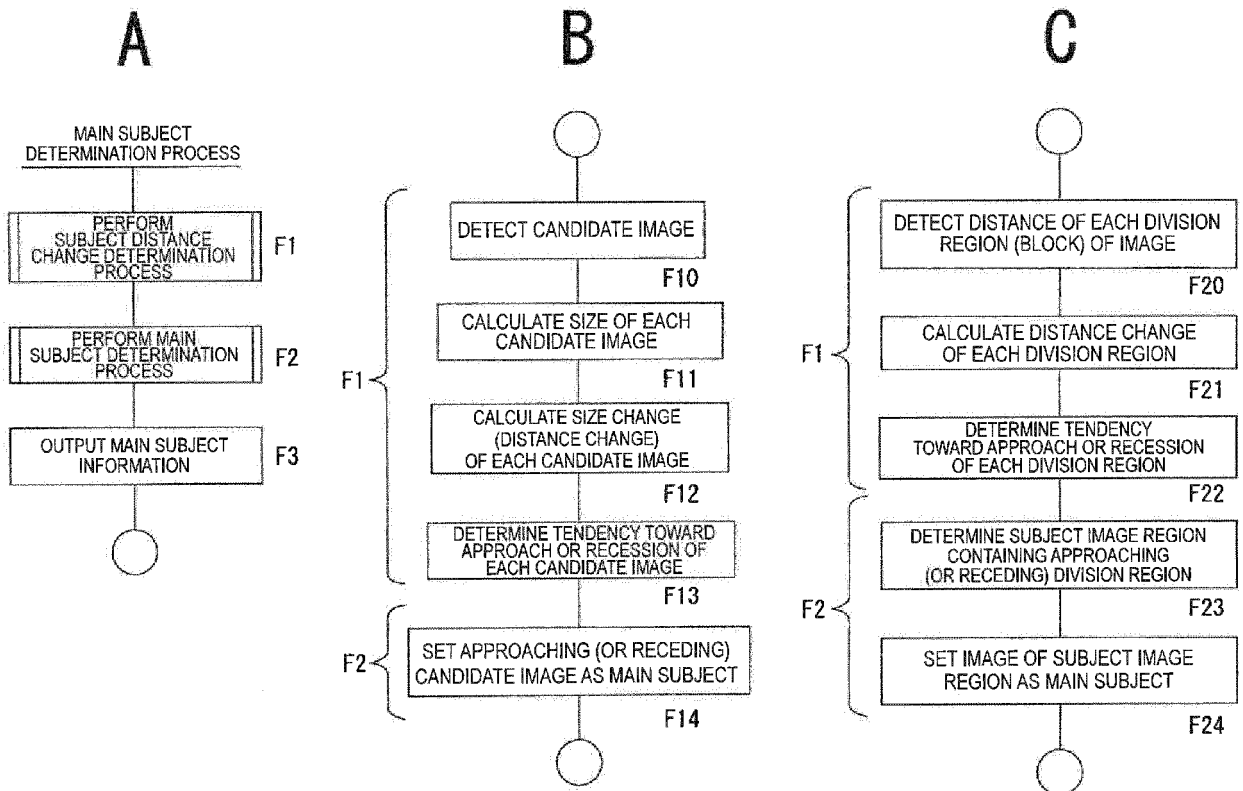 A
MAIN SUBJECT
DETERMINATION PROCESS
PERFORM
SUBJECT DISTANCE
CHANGE DETERMINATION
PROCESS
F1
PERFORM MAIN
SUBJECT DETERMINATION
PROCESS
F2
OUTPUT MAIN SUBJECT
INFORMATION
F3
B
F1
DETECT CANDIDATE IMAGE
F10
CALCULATE SIZE OF EACH
CANDIDATE IMAGE
F11
CALCULATE SIZE CHANGE
(DISTANCE CHANGE)
OF EACH CANDIDATE IMAGE
F12
DETERMINE TENDENCY TOWARD
APPROACH OR RECESSION OF
EACH CANDIDATE IMAGE
F13
F2
SET APPROACHING (OR RECEDING)
CANDIDATE IMAGE AS MAIN SUBJECT
F14
C
F1
DETECT DISTANCE OF EACH DIVISION
REGION (BLOCK) OF IMAGE
F20
CALCULATE DISTANCE CHANGE
OF EACH DIVISION REGION
F21
DETERMINE TENDENCY
TOWARD APPROACH OR RECESSION
OF EACH DIVISION REGION
F22
F2
DETERMINE SUBJECT IMAGE REGION
CONTAINING APPROACHING
(OR RECEDING) DIVISION REGION
F23
SET IMAGE OF SUBJECT IMAGE
REGION AS MAIN SUBJECT
F24